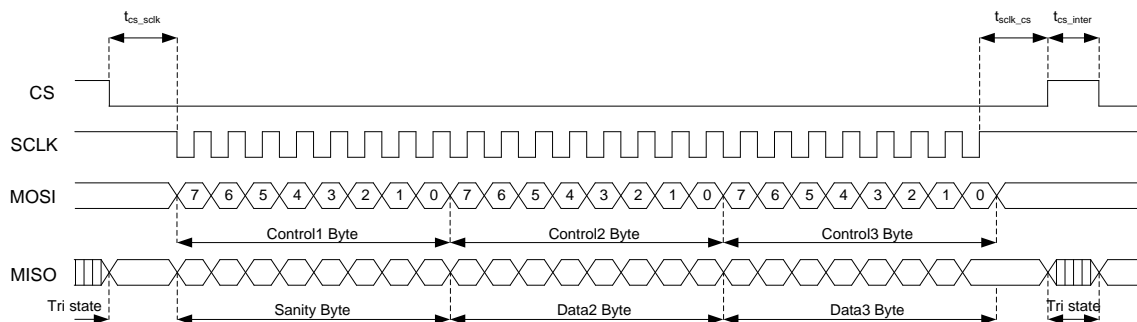 tcs_sclk tsclk_cs tcs_inter
CS
SCLK
MOSI 7 6 5 4 3 2 1 0 7 6 5 4 3 2 1 0 7 6 5 4 3 2 1 0
Control1 Byte Control2 Byte Control3 Byte
MISO
Tri state Sanity Byte Data2 Byte Data3 Byte Tri state